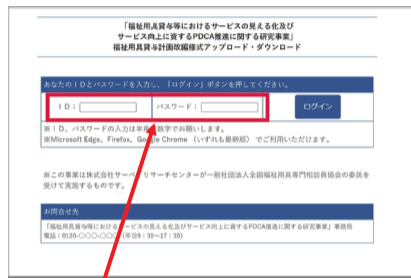 「福祉用具貸与等におけるサービスの見える化及び
サービス向上に資するPDCA推進に関する研究事業」
福祉用具貸与計画改編様式アップロード・ダウンロード
あなたのIDとパスワードを入力し、「ログイン」ボタンを押してください。
ID：
パスワード：
ログイン
※ID、パスワードの入力は半角数字でお願いします。
※Microsoft Edge、Firefox、Google Chrome（いずれも最新版）でご利用いただけます。
※この事業は株式会社サーベイリサーチセンターが一般社団法人全国福祉用具専門相談員協会の委託を
受けて実施するものです。
お問合せ先
「福祉用具貸与等におけるサービスの見える化及びサービス向上に資するPDCA推進に関する研究事業」事務局
電話：0120-〇〇〇-〇〇〇（平日9：30～17：30）